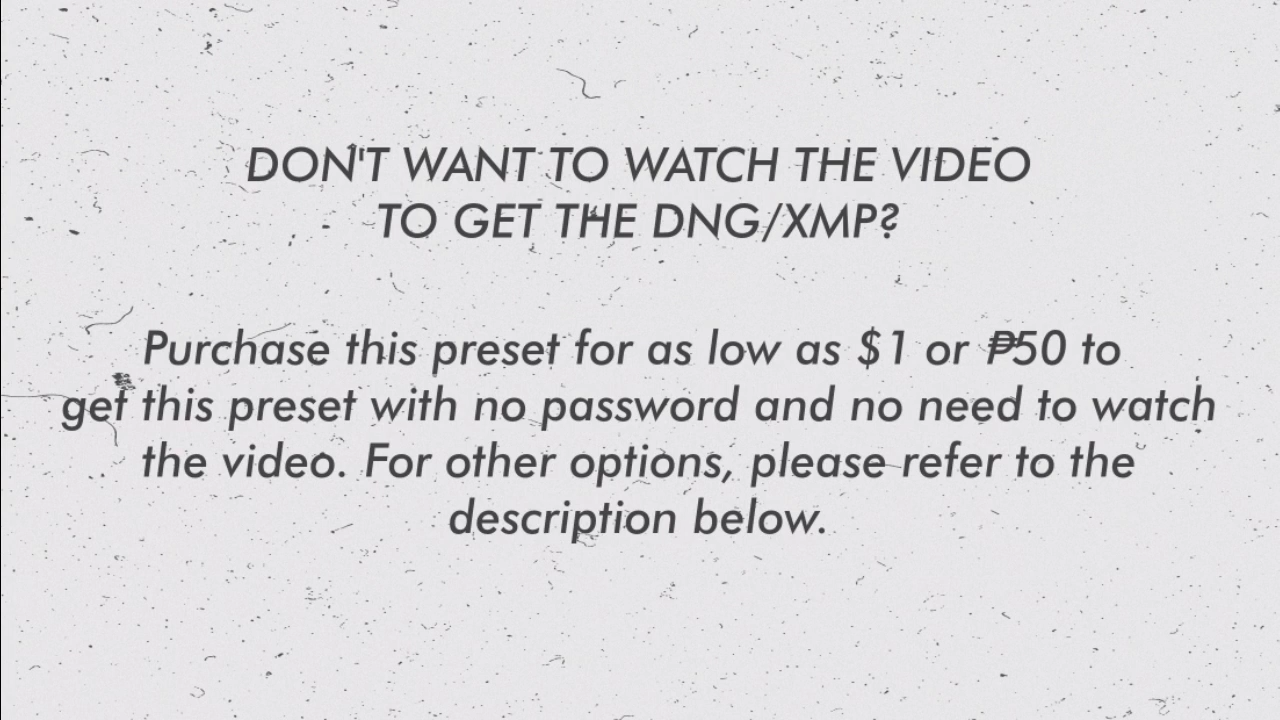 DON'T WANT TO WATCH THE VIDEO
TO GET THE DNG/XMP?
Purchase this preset for as low as $1 or ₱50 to
get this preset with no password and no need to watch
the video. For other options, please refer to the
description below.